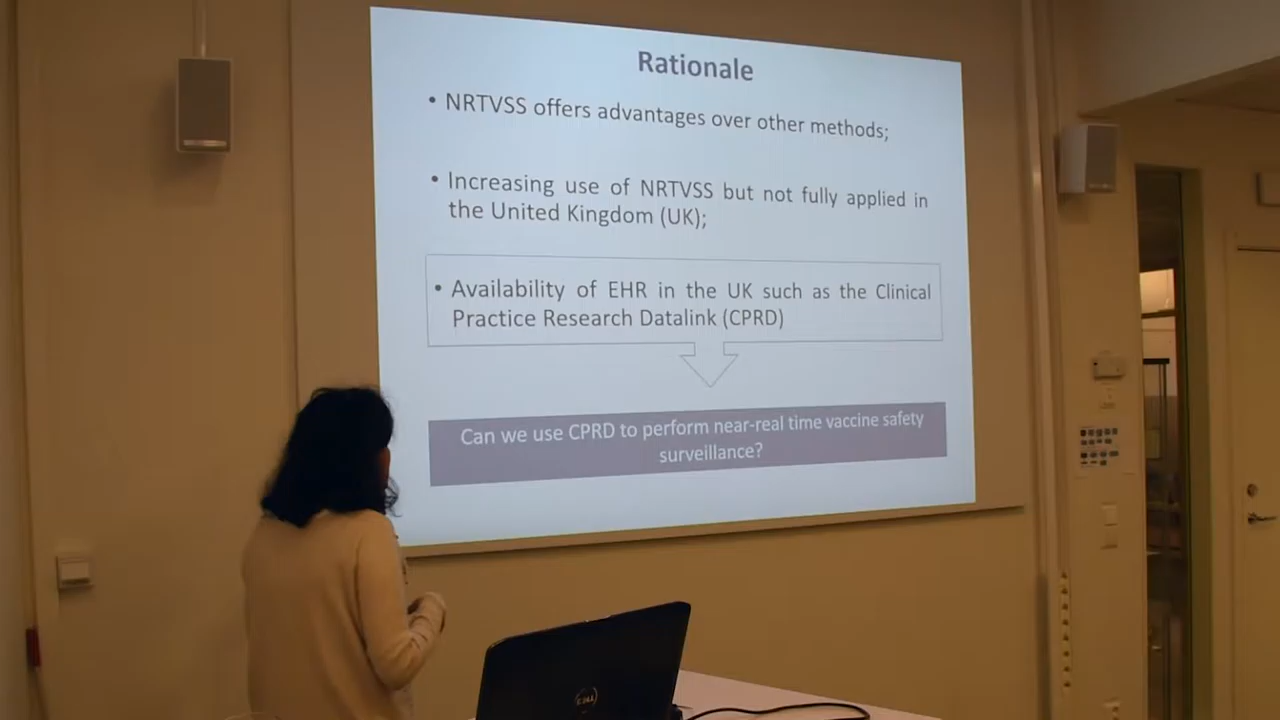 Rationale
• NRTVSS offers advantages over other methods;
• Increasing use of NRTVSS but not fully applied in
the United Kingdom (UK);
• Availability of EHR in the UK such as the Clinical
Practice Research Datalink (CPRD)
Can we use CPRD to perform near-real time vaccine safety
surveillance?
DELL